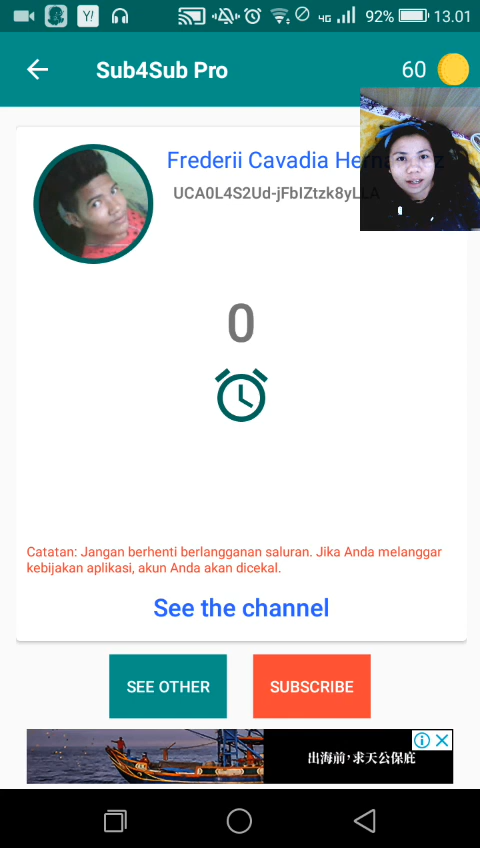 Y!
4G
92%
13.01
Sub4Sub Pro
60
Frederii Cavadia
UCA0L4S2Ud-jFblZtzk8yLLA
0
Catatan: Jangan berhenti berlangganan saluran. Jika Anda melanggar
kebijakan aplikasi, akun Anda akan dicekal.
See the channel
SEE OTHER
SUBSCRIBE
出海前，求天公保庇